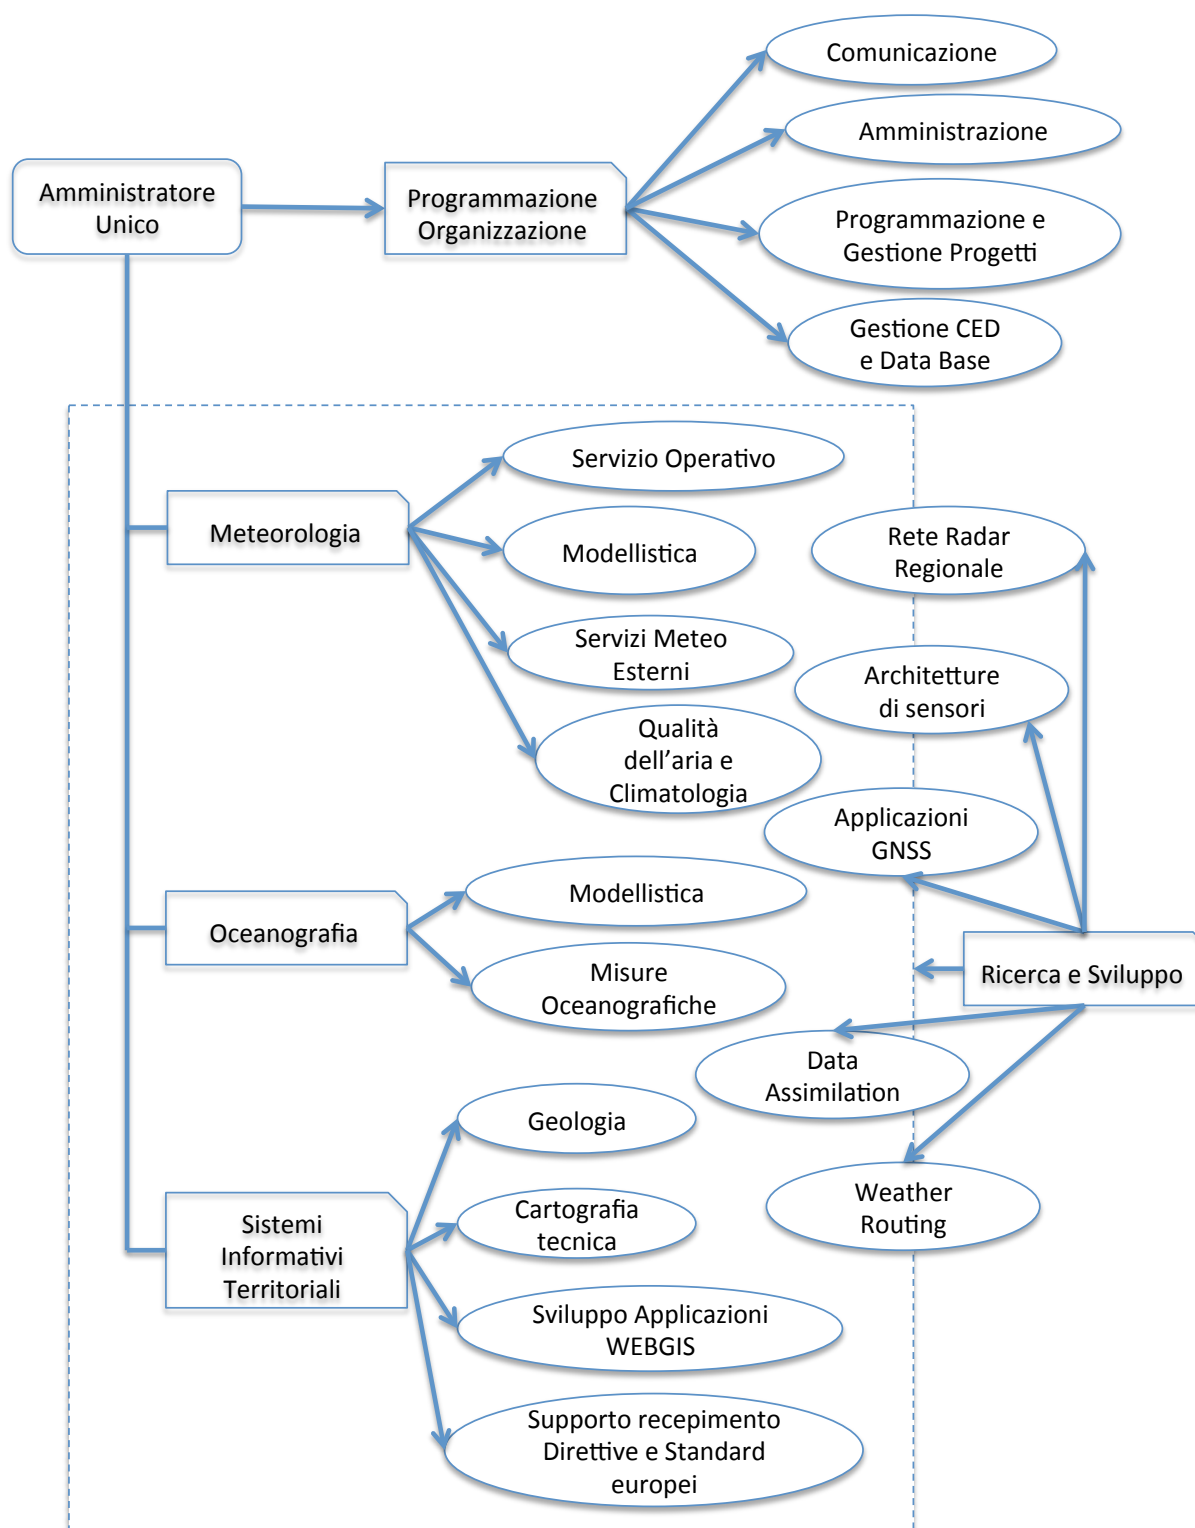 Comunicazione
Amministrazione
Amministratore
Unico
Programmazione
Organizzazione
Programmazione e
Gestione Progetti
Gestione CED
e Data Base
Servizio Operativo
Meteorologia
Modellistica
Rete Radar
Regionale
Servizi Meteo
Esterni
Architetture
di sensori
Qualità
dell’aria e
Climatologia
Applicazioni
GNSS
Modellistica
Oceanografia
Misure
Oceanografiche
Ricerca e Sviluppo
Data
Assimilation
Geologia
Weather
Routing
Sistemi
Informativi
Territoriali
Cartografia
tecnica
Sviluppo Applicazioni
WEBGIS
Supporto recepimento
Direttive e Standard
europei